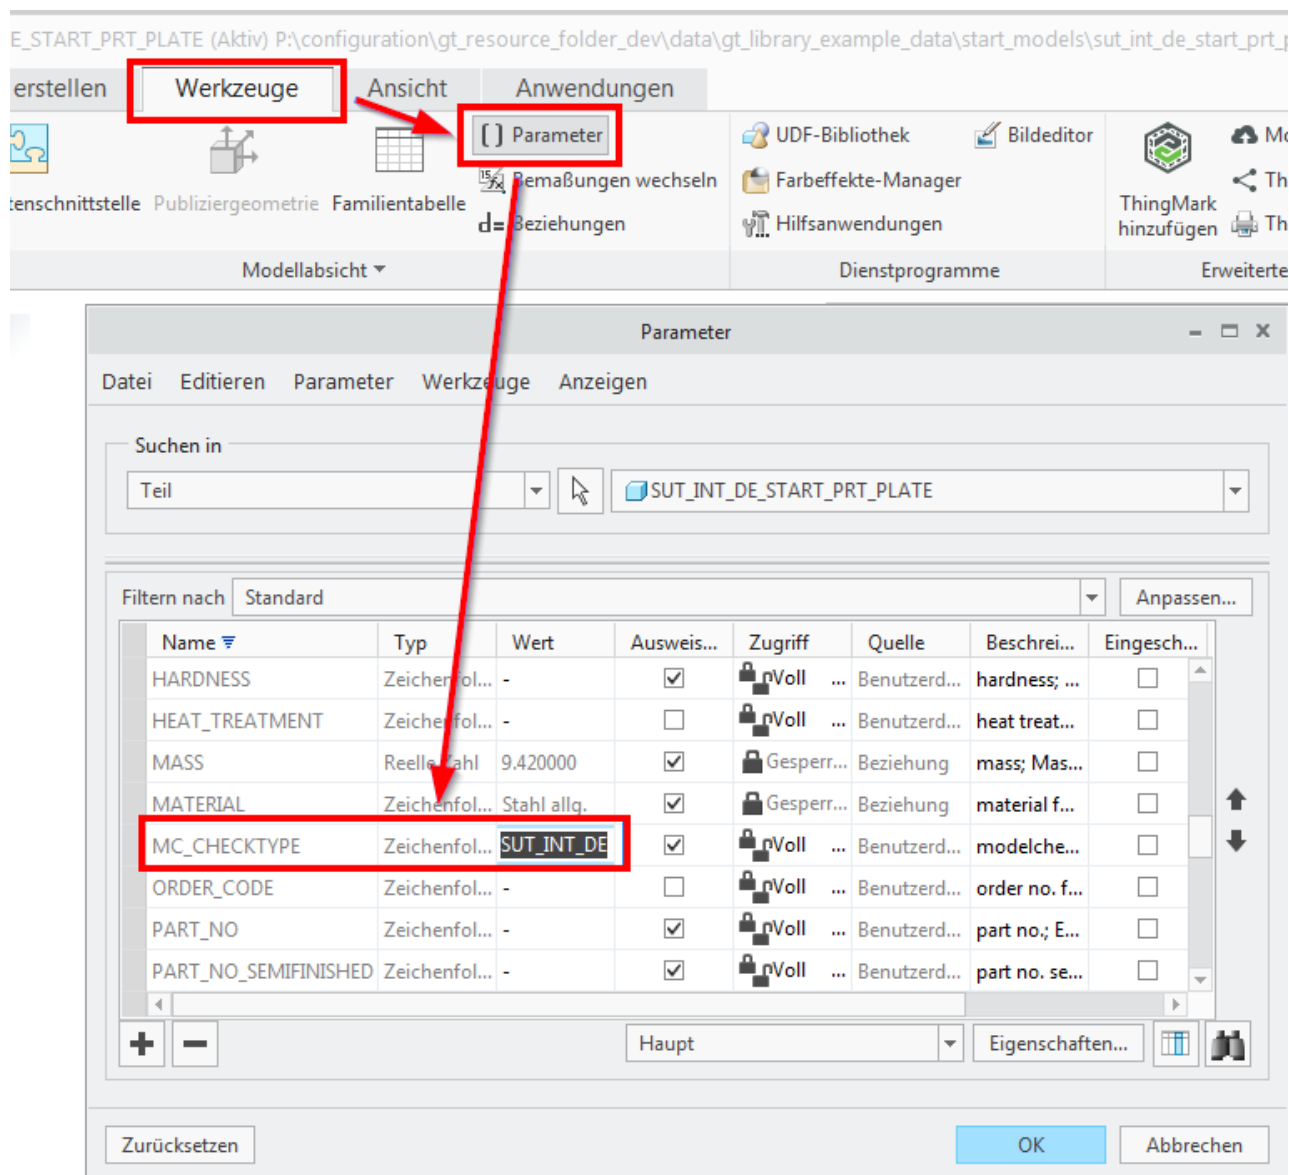 E_START_PRT_PLATE (Aktiv) P:\configuration\gt_resource_folder_dev\data\gt_library_example_data\start_models\sut_int_de_start_prt_p
erstellen Werkzeuge Ansicht Anwendungen
[ ] Parameter UDF-Bibliothek Bildeditor Mo
Bemaßungen wechseln Farbeffekte-Manager Th
tenschnittstelle Publiziergeometrie Familientabelle ThingMark
d= Beziehungen Hilfsanwendungen hinzufügen Th
Modellabsicht Dienstprogramme Erweiterte
Parameter
Datei Editieren Parameter Werkzeuge Anzeigen
Suchen in
Teil SUT_INT_DE_START_PRT_PLATE
Filtern nach Standard Anpassen...
Name Typ Wert Ausweis... Zugriff Quelle Beschrei... Eingesch...
HARDNESS Zeichenfol... - Voll ... Benutzerd... hardness; ...
HEAT_TREATMENT Zeichenfol... - Voll ... Benutzerd... heat treat...
MASS Reelle Zahl 9.420000 Gesperr... Beziehung mass; Mas...
MATERIAL Zeichenfol... Stahl allg. Gesperr... Beziehung material f...
MC_CHECKTYPE Zeichenfol... SUT_INT_DE Voll ... Benutzerd... modelche...
ORDER_CODE Zeichenfol... - Voll ... Benutzerd... order no. f...
PART_NO Zeichenfol... - Voll ... Benutzerd... part no.; E...
PART_NO_SEMIFINISHED Zeichenfol... - Voll ... Benutzerd... part no. se...
Haupt Eigenschaften...
Zurücksetzen OK Abbrechen